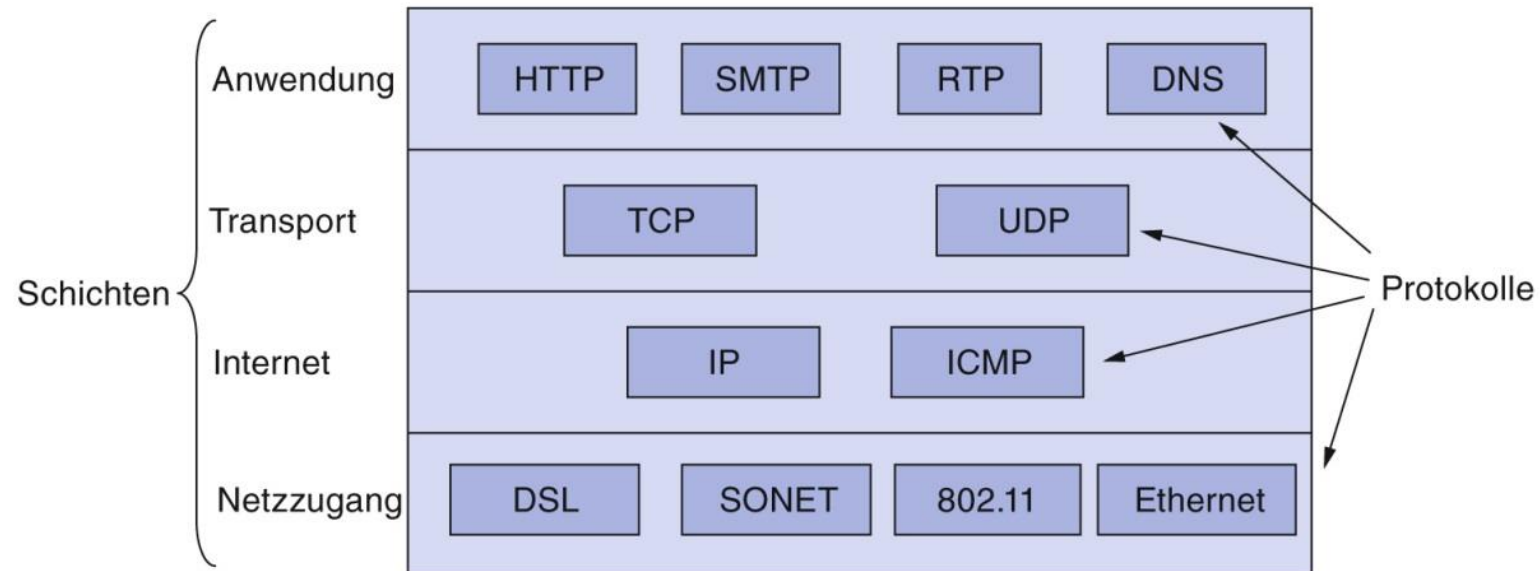 Anwendung
HTTP SMTP RTP DNS
Transport
TCP UDP
Schichten
Protokolle
Internet
IP ICMP
Netzzugang
DSL SONET 802.11 Ethernet